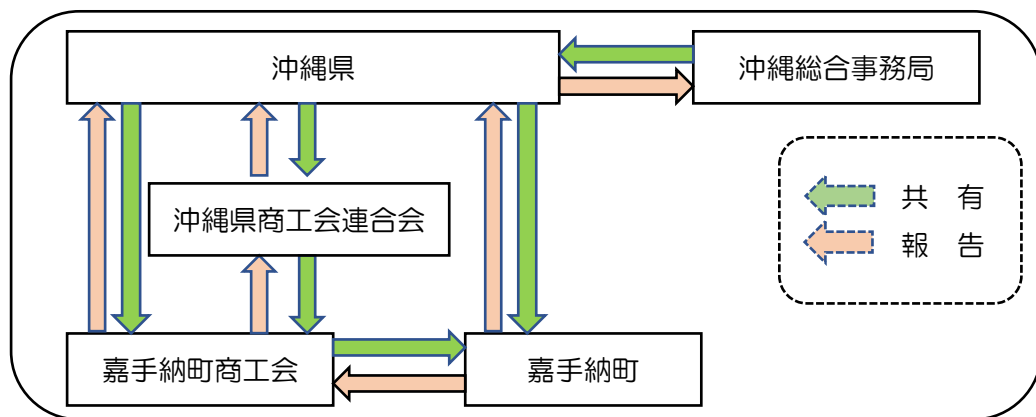 沖縄県
沖縄総合事務局
沖縄県商工会連合会
共 有
報 告
嘉手納町商工会
嘉手納町